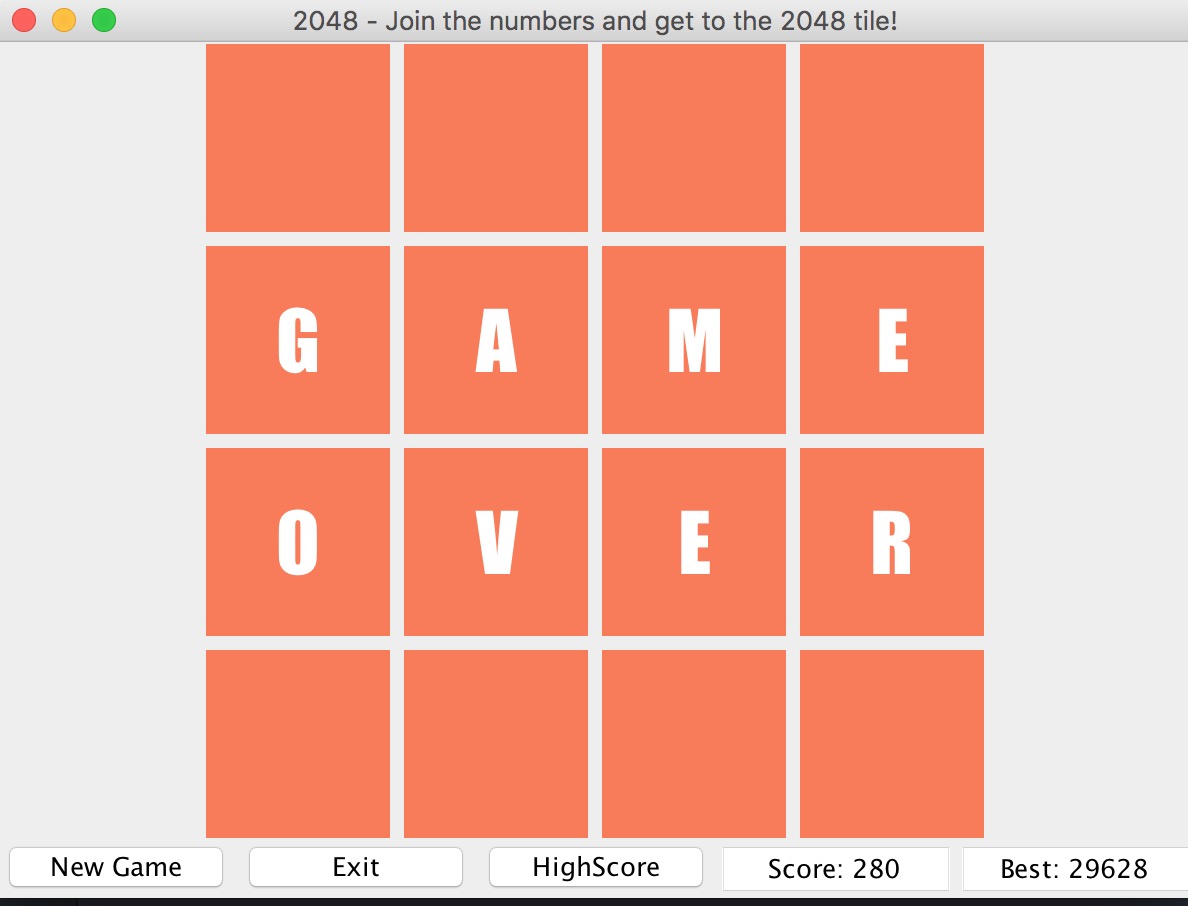 2048 - Join the numbers and get to the 2048 tile!
G A M E
O V E R
New Game Exit HighScore Score: 280 Best: 29628